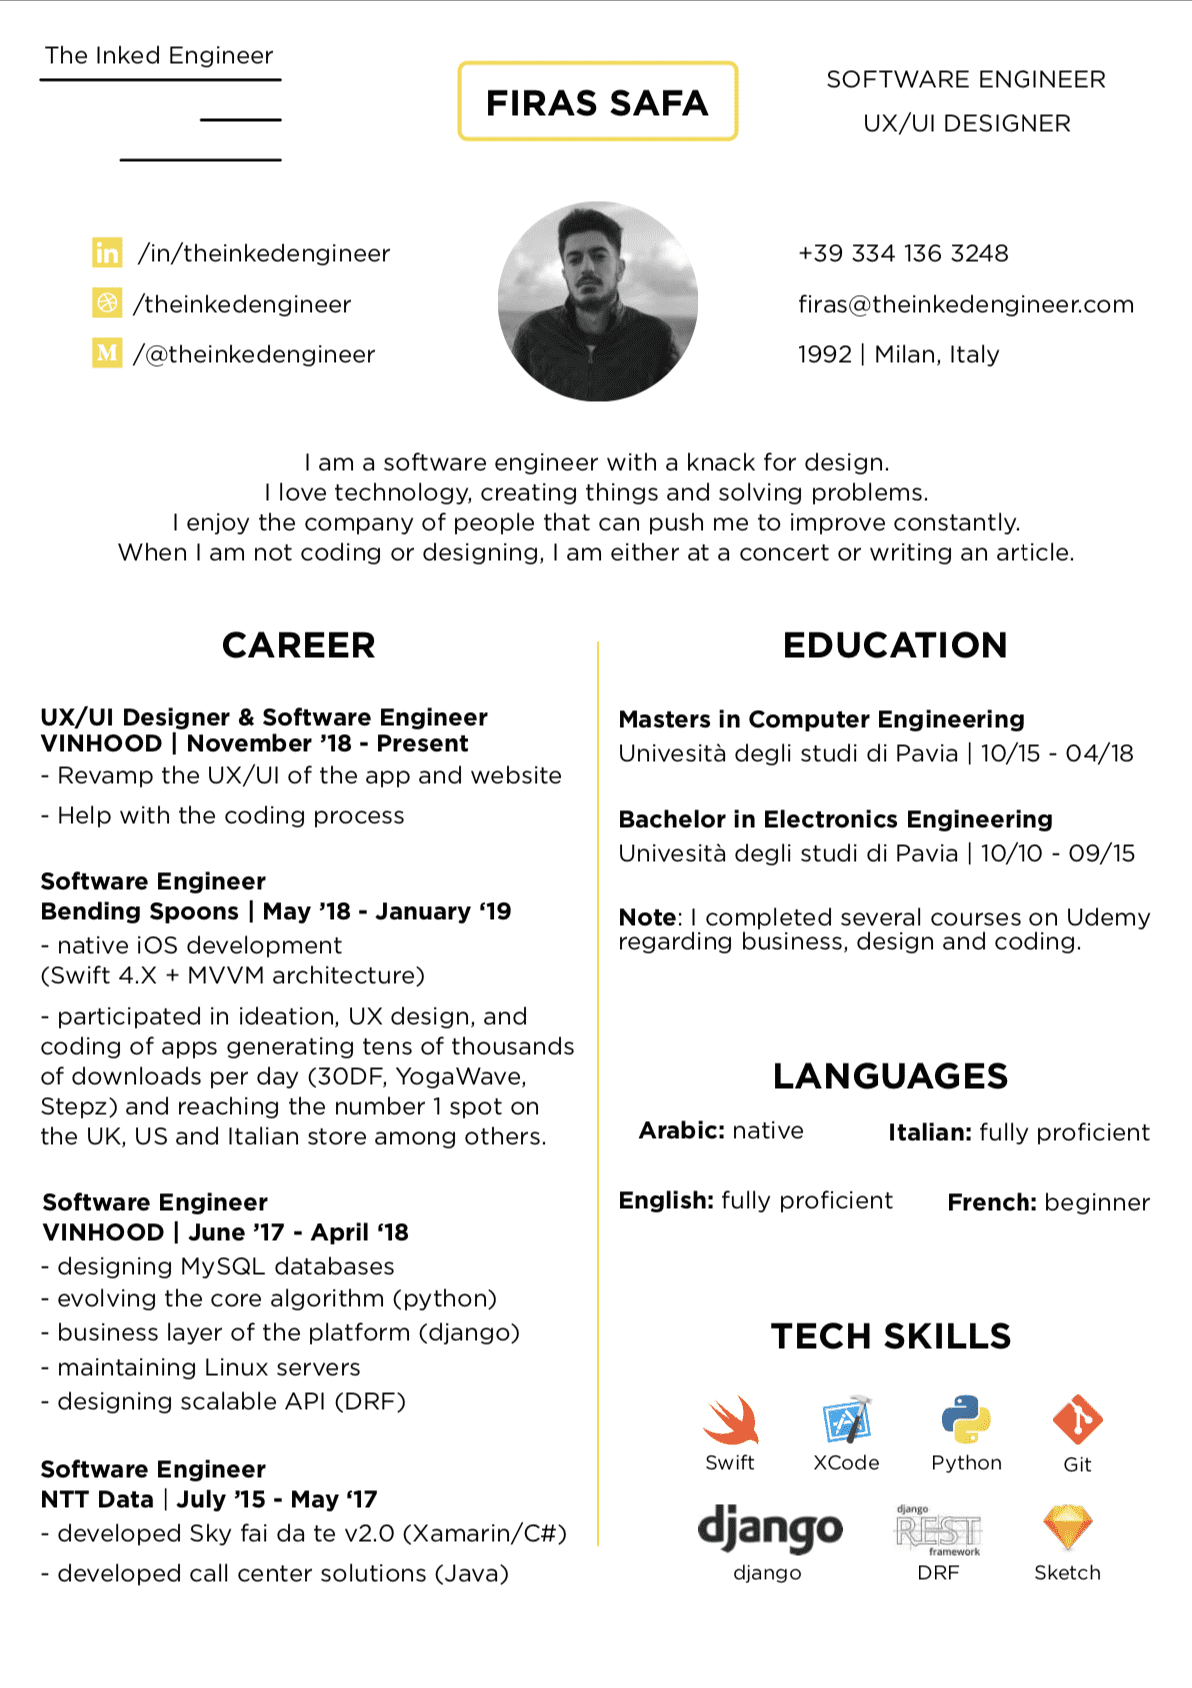 The Inked Engineer
FIRAS SAFA
SOFTWARE ENGINEER
UX/UI DESIGNER
in /in/theinkedengineer
/theinkedengineer
M /@theinkedengineer
+39 334 136 3248
firas@theinkedengineer.com
1992 | Milan, Italy
I am a software engineer with a knack for design.
I love technology, creating things and solving problems.
I enjoy the company of people that can push me to improve constantly.
When I am not coding or designing, I am either at a concert or writing an article.
CAREER
UX/UI Designer & Software Engineer
VINHOOD | November ’18 - Present
- Revamp the UX/UI of the app and website
- Help with the coding process
Software Engineer
Bending Spoons | May ’18 - January ‘19
- native iOS development
(Swift 4.X + MVVM architecture)
- participated in ideation, UX design, and
coding of apps generating tens of thousands
of downloads per day (30DF, YogaWave,
Stepz) and reaching the number 1 spot on
the UK, US and Italian store among others.
Software Engineer
VINHOOD | June ’17 - April ‘18
- designing MySQL databases
- evolving the core algorithm (python)
- business layer of the platform (django)
- maintaining Linux servers
- designing scalable API (DRF)
Software Engineer
NTT Data | July ’15 - May ‘17
- developed Sky fai da te v2.0 (Xamarin/C#)
- developed call center solutions (Java)
EDUCATION
Masters in Computer Engineering
Univesità degli studi di Pavia | 10/15 - 04/18
Bachelor in Electronics Engineering
Univesità degli studi di Pavia | 10/10 - 09/15
Note: I completed several courses on Udemy
regarding business, design and coding.
LANGUAGES
Arabic: native
Italian: fully proficient
English: fully proficient
French: beginner
TECH SKILLS
Swift
XCode
Python
Git
django
django
REST
framework
django
DRF
Sketch